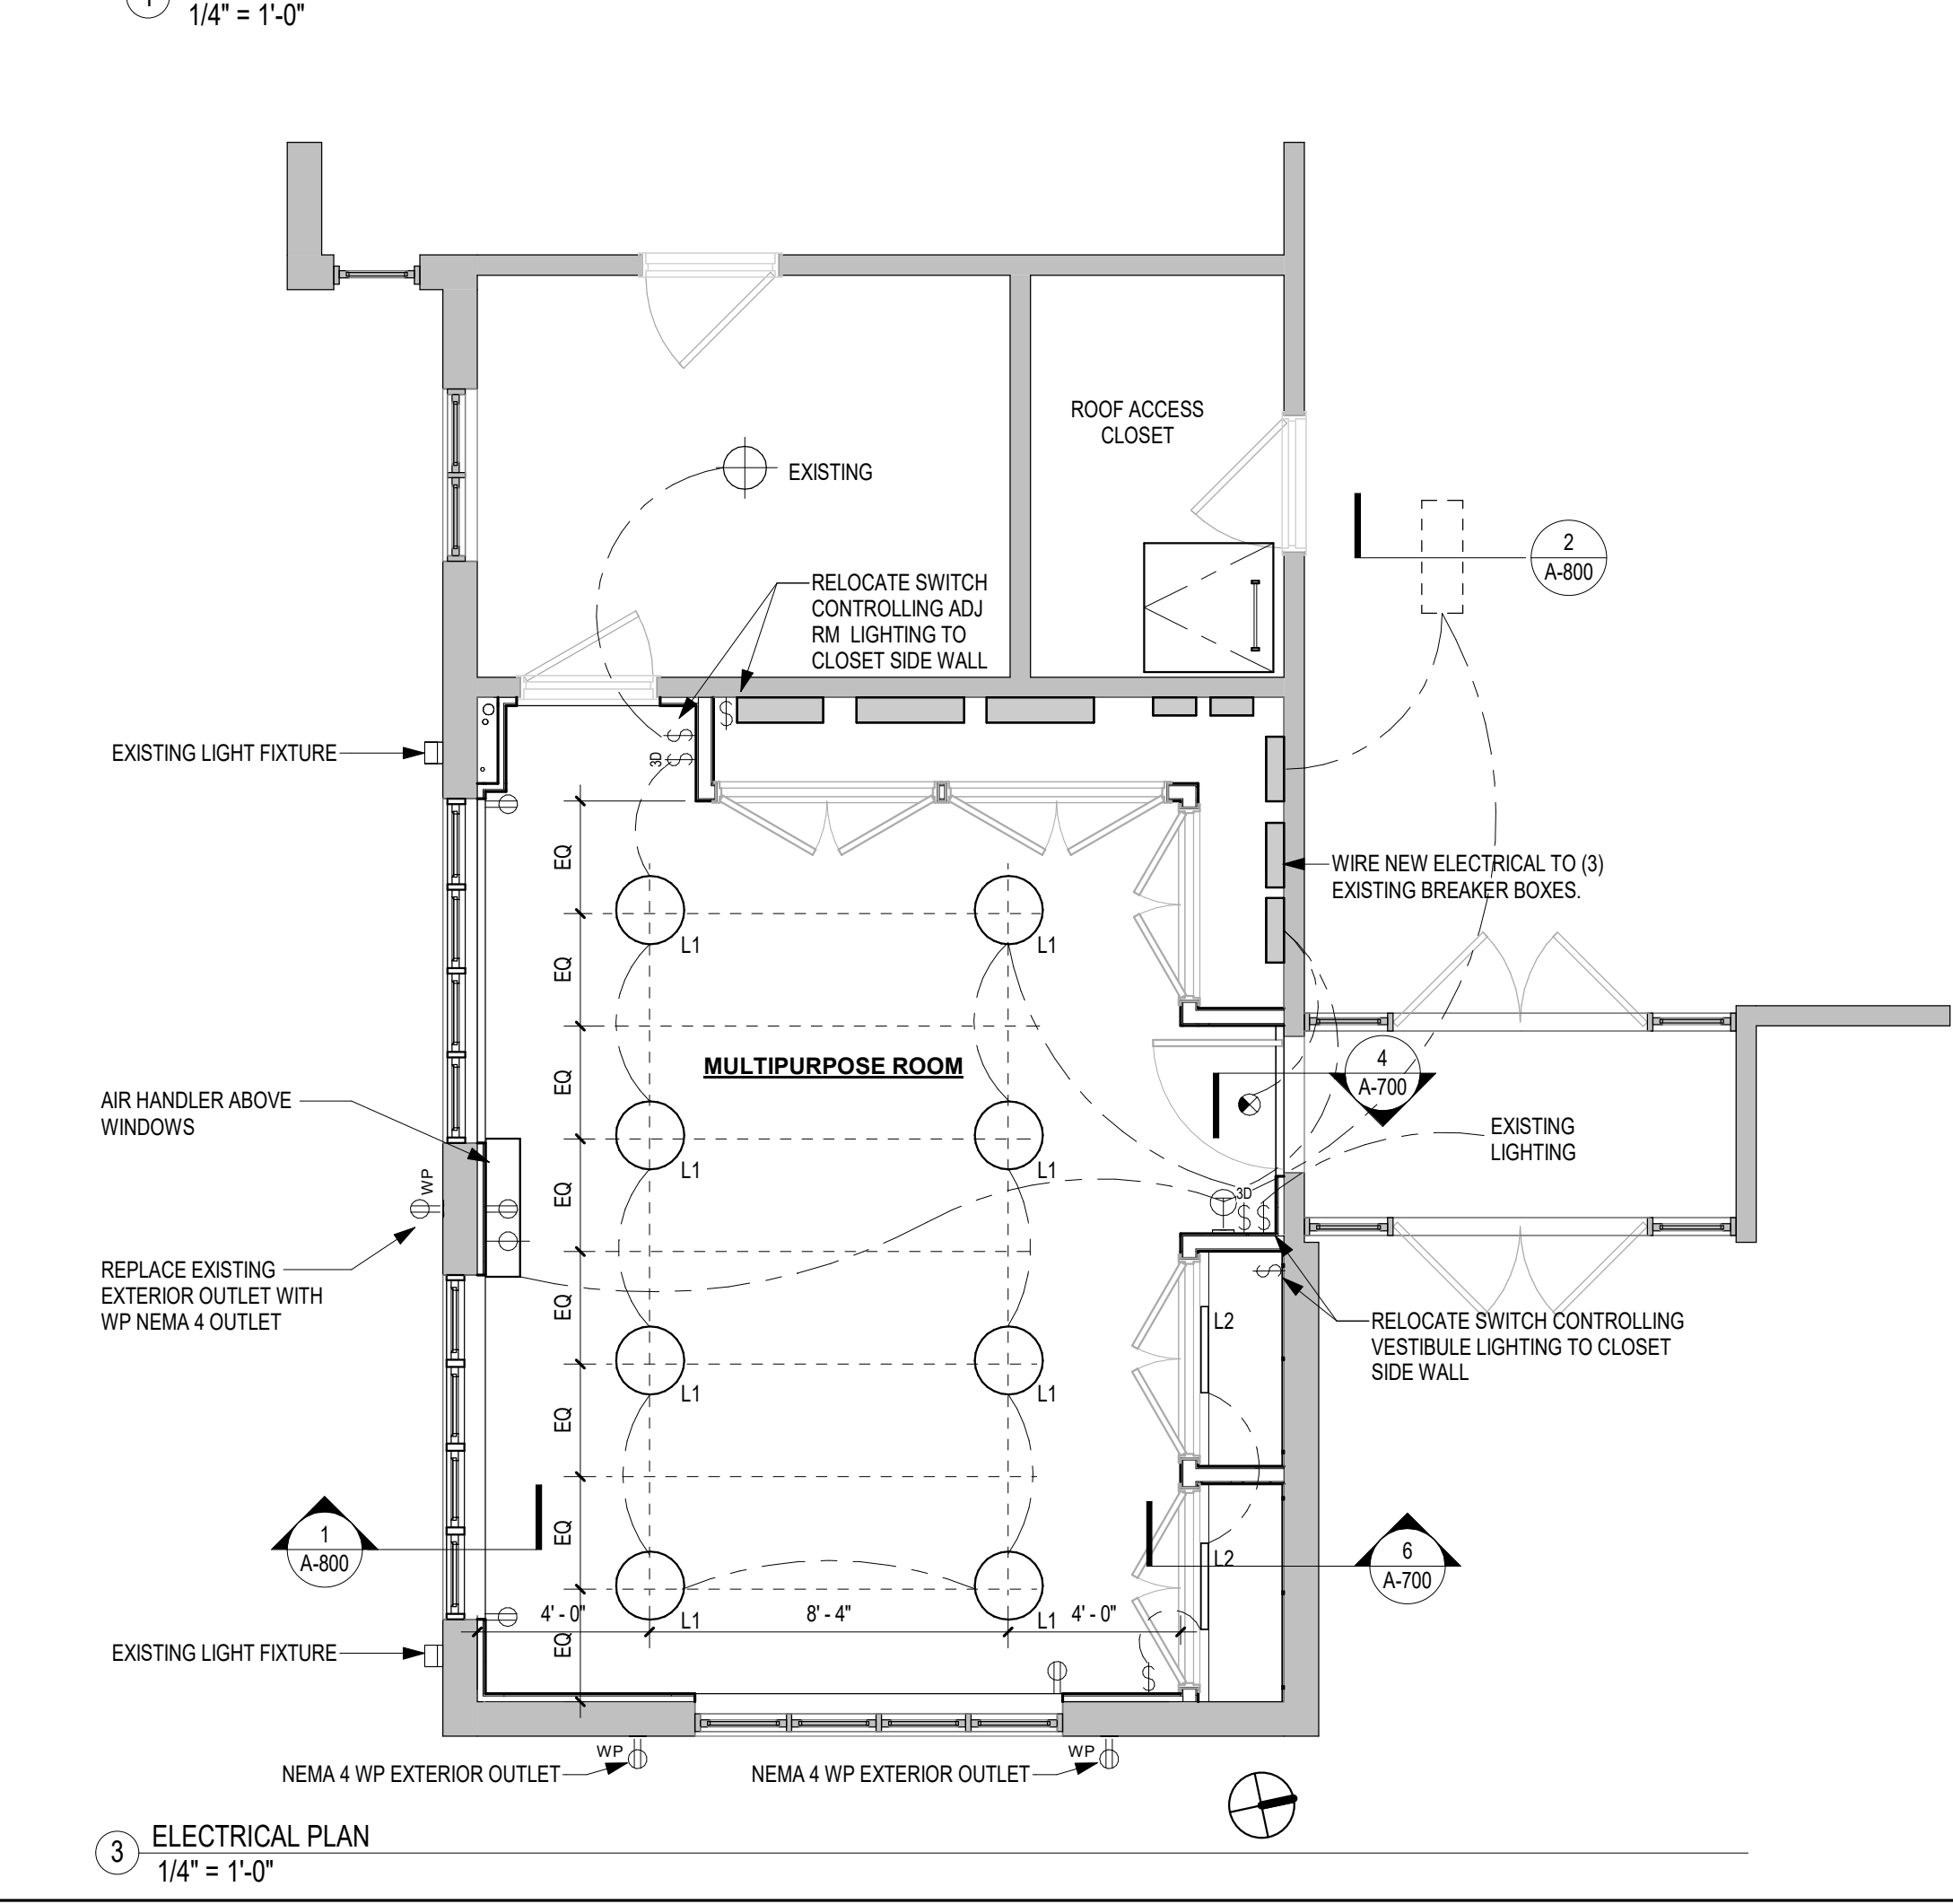 1/4" = 1'-0"
ROOF ACCESS
CLOSET
EXISTING
2
A-800
RELOCATE SWITCH
CONTROLLING ADJ
RM LIGHTING TO
CLOSET SIDE WALL
$
$
3D $
EXISTING LIGHT FIXTURE
EQ
WIRE NEW ELECTRICAL TO (3)
EXISTING BREAKER BOXES.
L1
L1
EQ
MULTIPURPOSE ROOM
EQ
4
A-700
AIR HANDLER ABOVE
WINDOWS
EXISTING
LIGHTING
L1
L1
WP
EQ
3D
$ $
REPLACE EXISTING
EXTERIOR OUTLET WITH
WP NEMA 4 OUTLET
$
EQ
L2
RELOCATE SWITCH CONTROLLING
VESTIBULE LIGHTING TO CLOSET
SIDE WALL
L1
L1
EQ
1
A-800
EQ
L2
6
A-700
4' - 0"
8' - 4"
4' - 0"
L1
L1
EQ
EXISTING LIGHT FIXTURE
$
WP
NEMA 4 WP EXTERIOR OUTLET
WP
NEMA 4 WP EXTERIOR OUTLET
3
ELECTRICAL PLAN
1/4" = 1'-0"